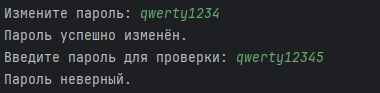 Измените пароль: qwerty1234
Пароль успешно изменён.
Введите пароль для проверки: qwerty12345
Пароль неверный.